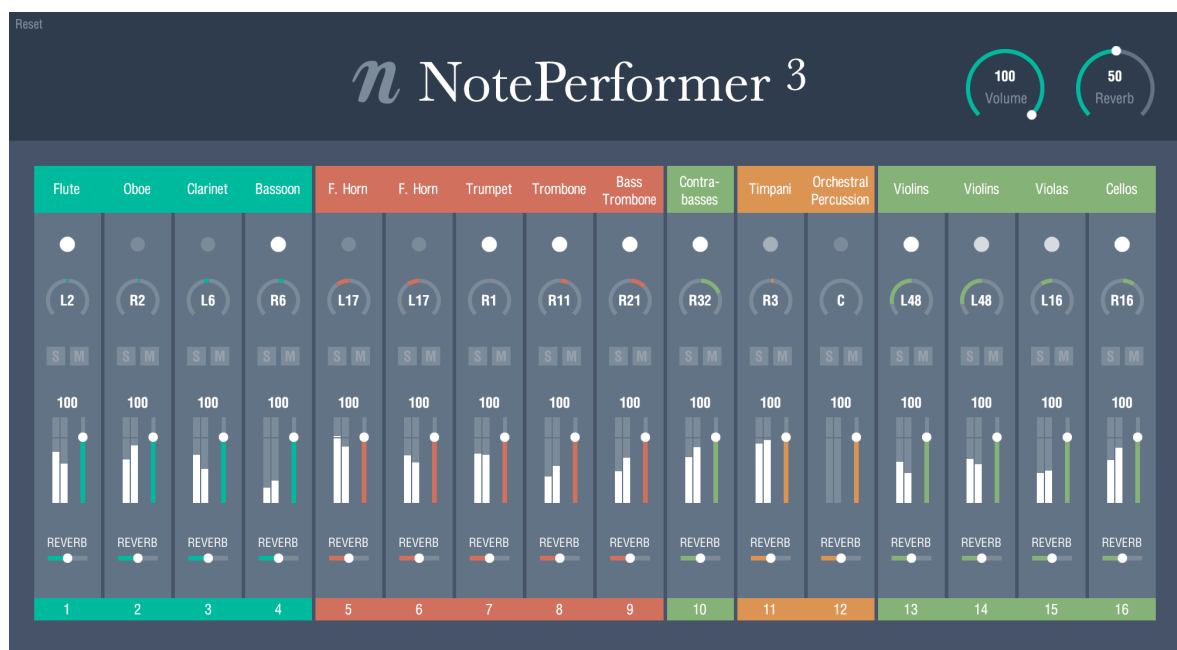 Reset
n NotePerformer 3
100
Volume
50
Reverb
Flute Oboe Clarinet Bassoon F. Horn F. Horn Trumpet Trombone Bass Trombone Contra-basses Timpani Orchestral Percussion Violins Violins Violas Cellos
L2 R2 L6 R6 L17 L17 R1 R11 R21 R32 R3 C L48 L48 L16 R16
S M S M S M S M S M S M S M S M S M S M S M S M S M S M S M S M
100 100 100 100 100 100 100 100 100 100 100 100 100 100 100 100
REVERB REVERB REVERB REVERB REVERB REVERB REVERB REVERB REVERB REVERB REVERB REVERB REVERB REVERB REVERB REVERB
1 2 3 4 5 6 7 8 9 10 11 12 13 14 15 16